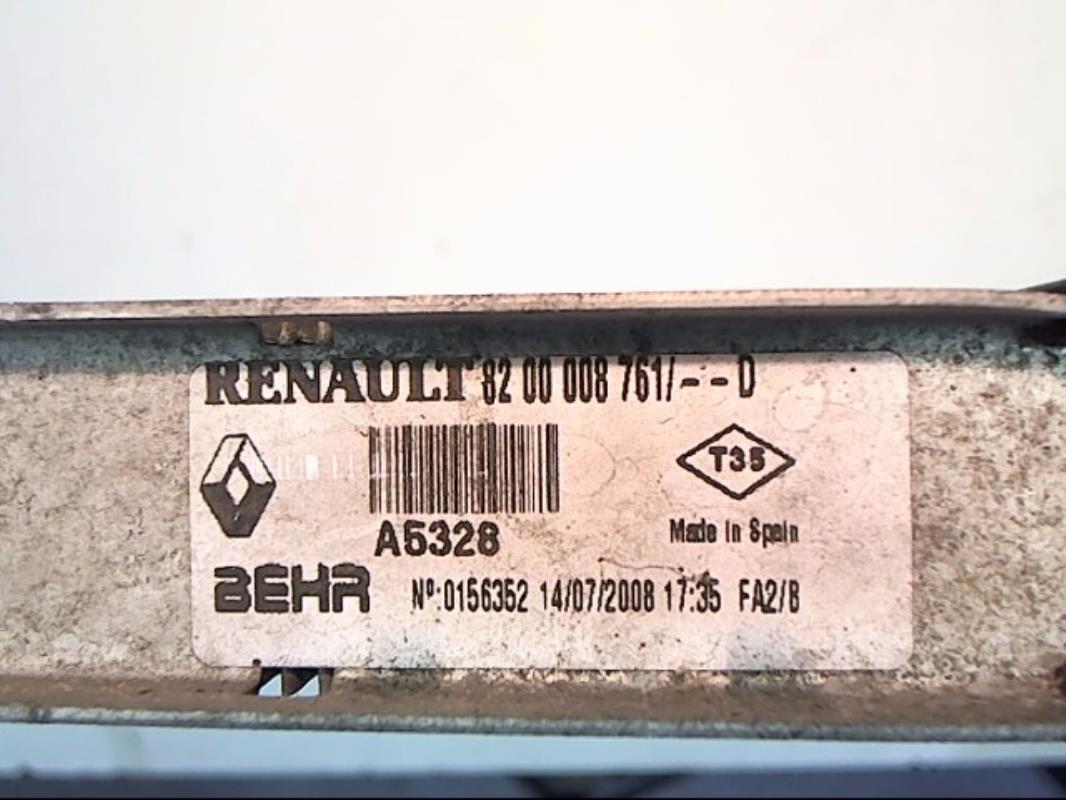 RENAULT 82 00 008 761/--D
T35
A5328
Made In Spain
BEHR Nº:0156352 14/07/2008 17:35 FA2/B